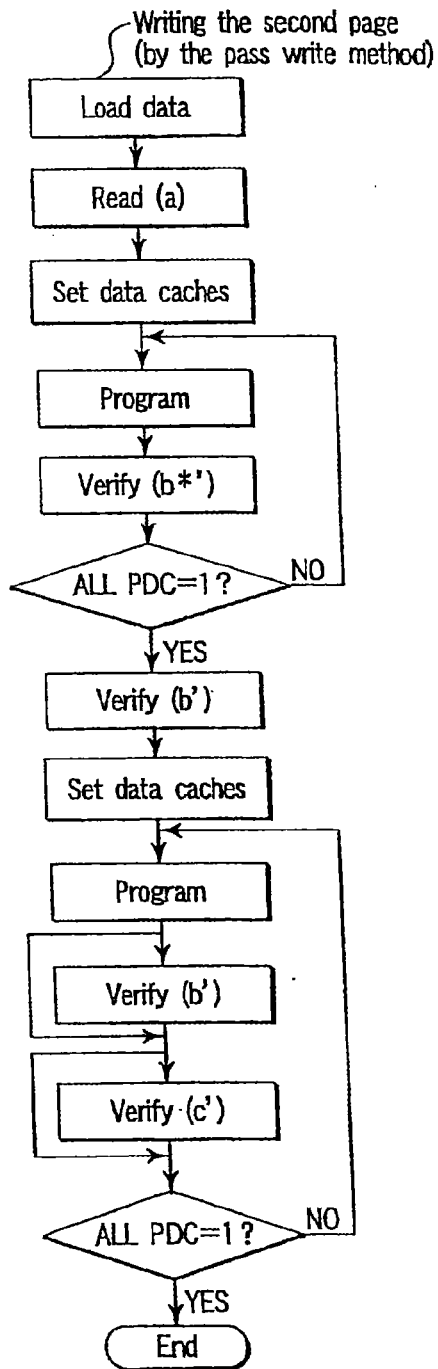 Writing the second page
(by the pass write method)
Load data
Read (a)
Set data caches
Program
Verify (b*')
ALL PDC=1?
NO
YES
Verify (b')
Set data caches
Program
Verify (b')
Verify (c')
ALL PDC=1?
NO
YES
End